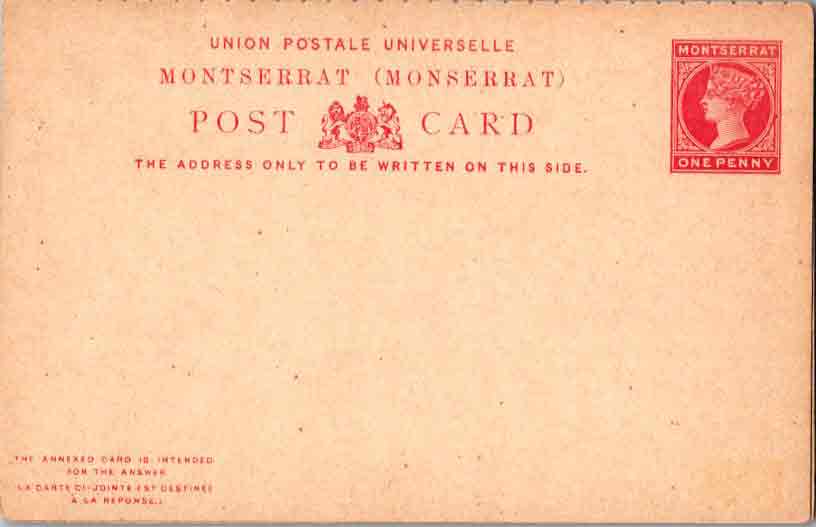 UNION POSTALE UNIVERSELLE
MONTSERRAT (MONSERRAT)
POST CARD
THE ADDRESS ONLY TO BE WRITTEN ON THIS SIDE.
MONTSERRAT
ONE PENNY
THE ANNEXED CARD IS INTENDED
FOR THE ANSWER
(LA CARTE CI-JOINTE EST DESTINÉE
À LA RÉPONSE.)